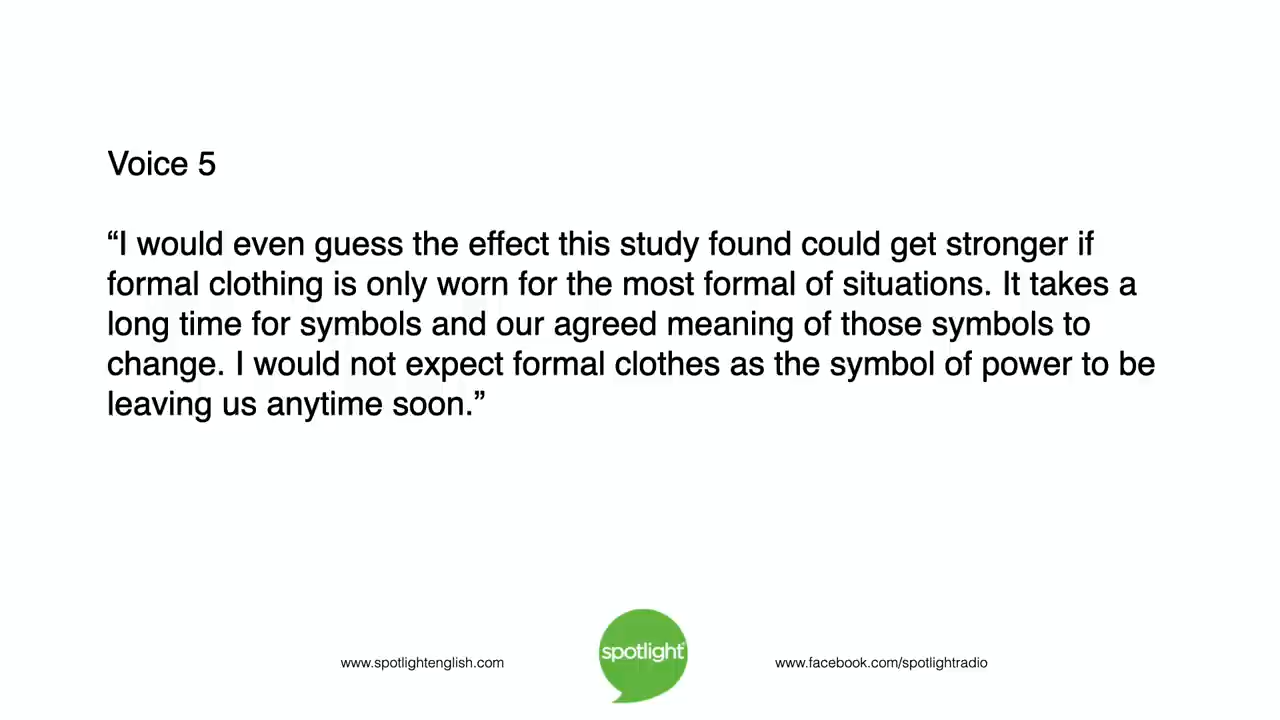 Voice 5
“I would even guess the effect this study found could get stronger if
formal clothing is only worn for the most formal of situations. It takes a
long time for symbols and our agreed meaning of those symbols to
change. I would not expect formal clothes as the symbol of power to be
leaving us anytime soon.”
www.spotlightenglish.com
spotlight
www.facebook.com/spotlightradio